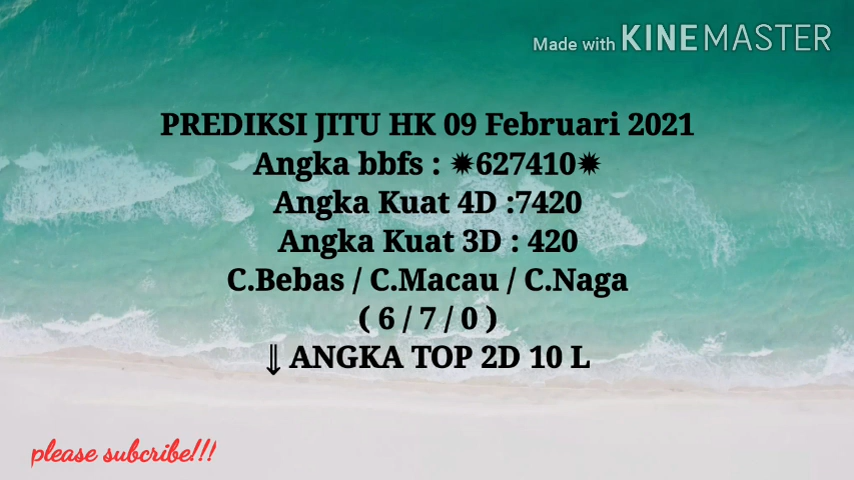 Made with KINEMASTER
PREDIKSI JITU HK 09 Februari 2021
Angka bbfs : ✹627410✹
Angka Kuat 4D :7420
Angka Kuat 3D : 420
C.Bebas / C.Macau / C.Naga
( 6 / 7 / 0 )
⇓ ANGKA TOP 2D 10 L
please subcribe!!!